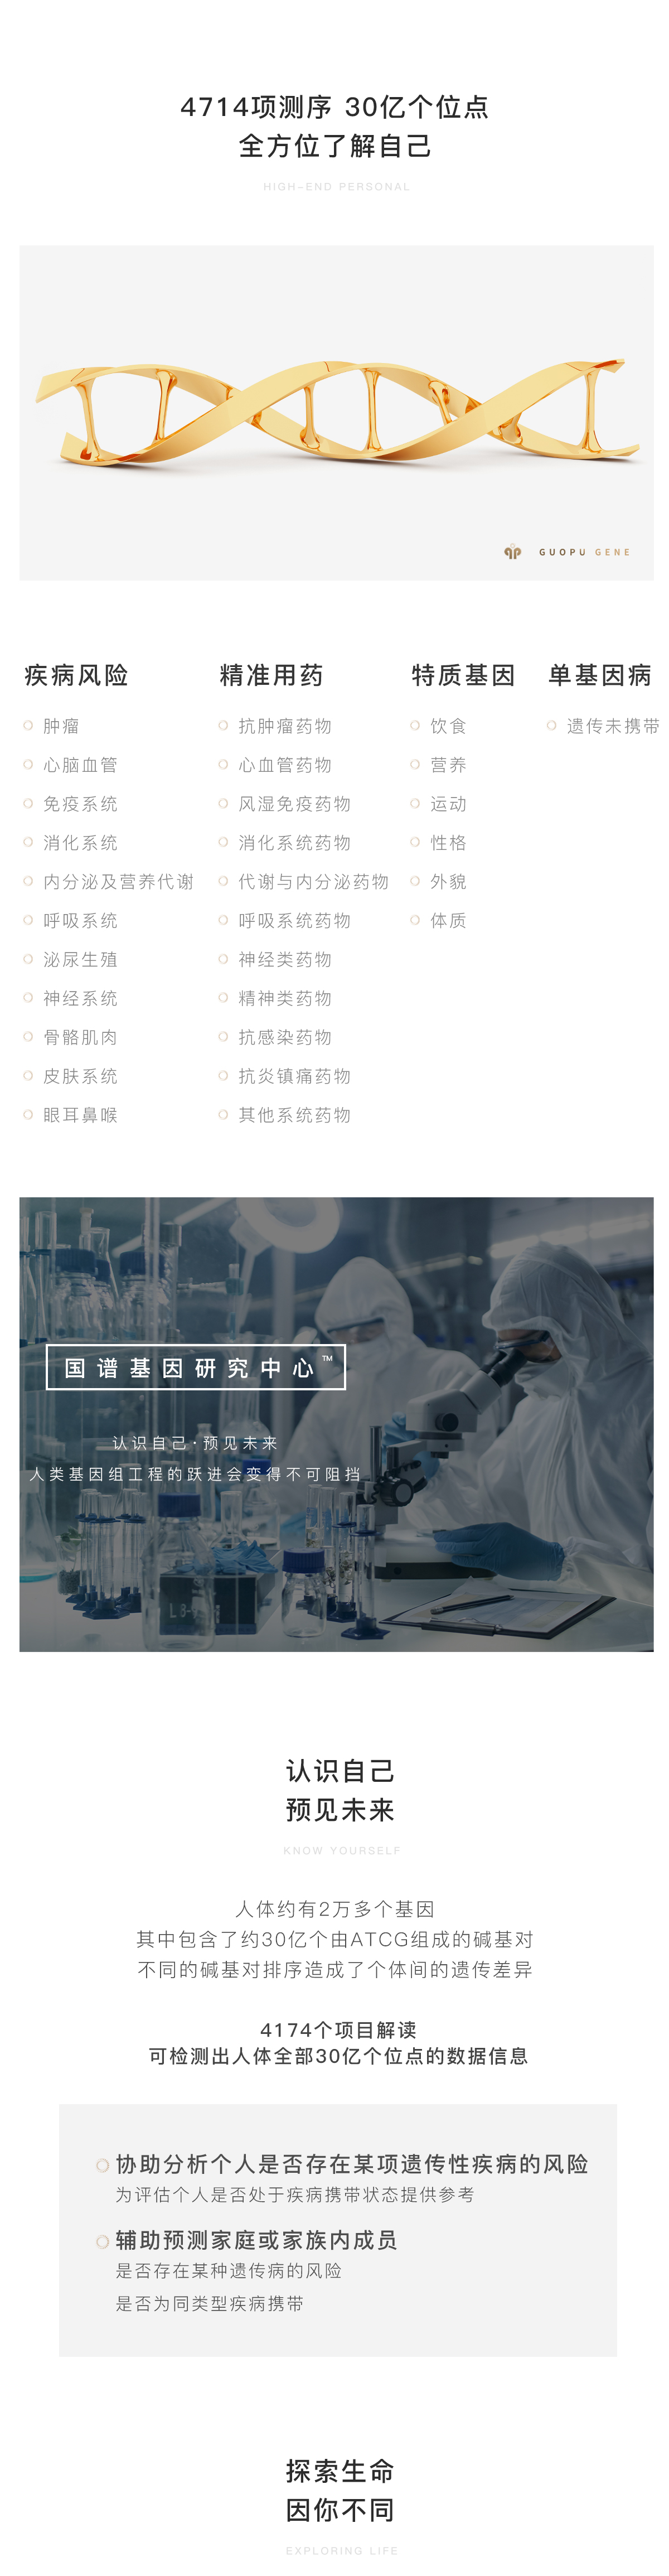 4714项测序 30亿个位点
全方位了解自己
HIGH-END PERSONAL
GUOPU GENE
疾病风险
肿瘤
心脑血管
免疫系统
消化系统
内分泌及营养代谢
呼吸系统
泌尿生殖
神经系统
骨骼肌肉
皮肤系统
眼耳鼻喉
精准用药
抗肿瘤药物
心血管药物
风湿免疫药物
消化系统药物
代谢与内分泌药物
呼吸系统药物
神经类药物
精神类药物
抗感染药物
抗炎镇痛药物
其他系统药物
特质基因
饮食
营养
运动
性格
外貌
体质
单基因病
遗传未携带
国谱基因研究中心™
认识自己·预见未来
人类基因组工程的跃进会变得不可阻挡
认识自己
预见未来
KNOW YOURSELF
人体约有2万多个基因
其中包含了约30亿个由ATCG组成的碱基对
不同的碱基对排序造成了个体间的遗传差异
4174个项目解读
可检测出人体全部30亿个位点的数据信息
协助分析个人是否存在某项遗传性疾病的风险
为评估个人是否处于疾病携带状态提供参考
辅助预测家庭或家族内成员
是否存在某种遗传病的风险
是否为同类型疾病携带
探索生命
因你不同
EXPLORING LIFE